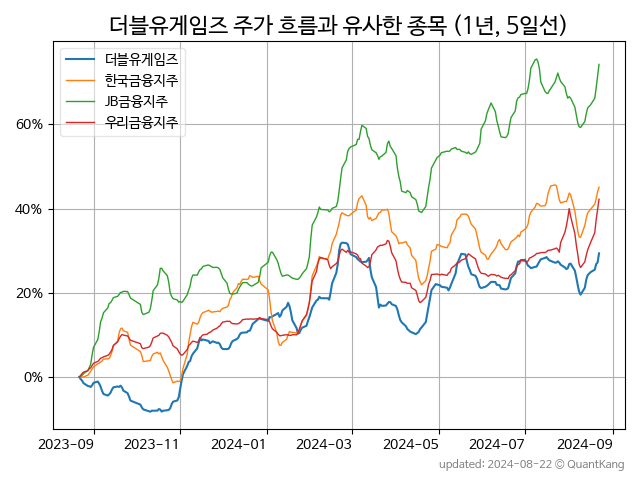 더블유게임즈 주가 흐름과 유사한 종목 (1년, 5일선)
더블유게임즈
한국금융지주
JB금융지주
우리금융지주
60%
40%
20%
0%
2023-09 2023-11 2024-01 2024-03 2024-05 2024-07 2024-09
updated: 2024-08-22 © QuantKang